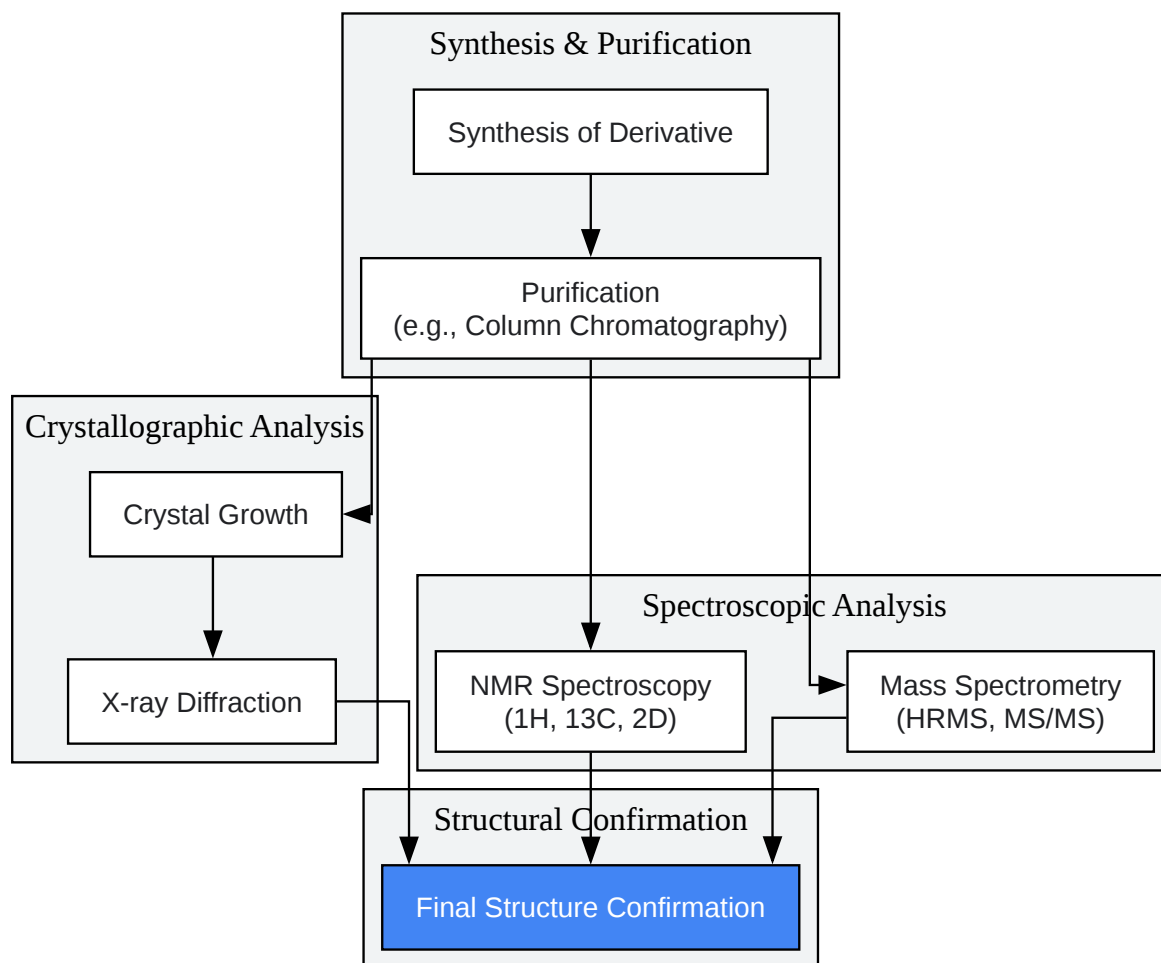 Synthesis & Purification
Synthesis of Derivative
Purification
(e.g., Column Chromatography)
Crystallographic Analysis
Crystal Growth
X-ray Diffraction
Spectroscopic Analysis
NMR Spectroscopy
(1H, 13C, 2D)
Mass Spectrometry
(HRMS, MS/MS)
Structural Confirmation
Final Structure Confirmation